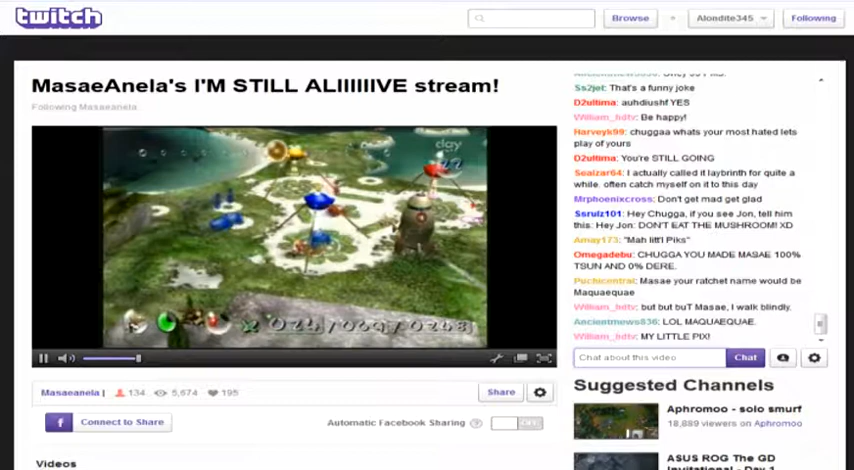 twitch
Browse
Alondite345
Following
MasaeAnela's I'M STILL ALIIIIIIVE stream!
Following Masaeanela
Ss2jet: That's a funny joke
D2ultima: auhdiushf YES
William_lrdtv: Be happy!
Harveyk99: chuggaa whats your most hated lets
play of yours
D2ultima: You're STILL GOING
Sealzar64: I actually called it laybrinth for quite a
while. often catch myself on it to this day
Mrphoenixcross: Don't get mad get glad
Ssrulz101: Hey Chugga, if you see Jon, tell him
this: Hey Jon: DON'T EAT THE MUSHROOM! XD
Amay173: "Mah littl'l Piks"
Omegadebu: CHUGGA YOU MADE MASAE 100%
TSUN AND 0% DERE.
Puchicentral: Masae your ratchet name would be
Maquaequae
William_lrdtv: but but buT Masae, I walk blindly.
Ancientmews836: LOL MAQUAEQUAE.
William_lrdtv: MY LITTLE PIX!
day
Chat about this video
Chat
Masaeanela |
134
5,674
195
Share
f
Connect to Share
Automatic Facebook Sharing
?
OFF
Videos
Suggested Channels
Aphromoo - solo smurf
18,889 viewers on Aphromoo
ASUS ROG The GD
Invitational - Day 1